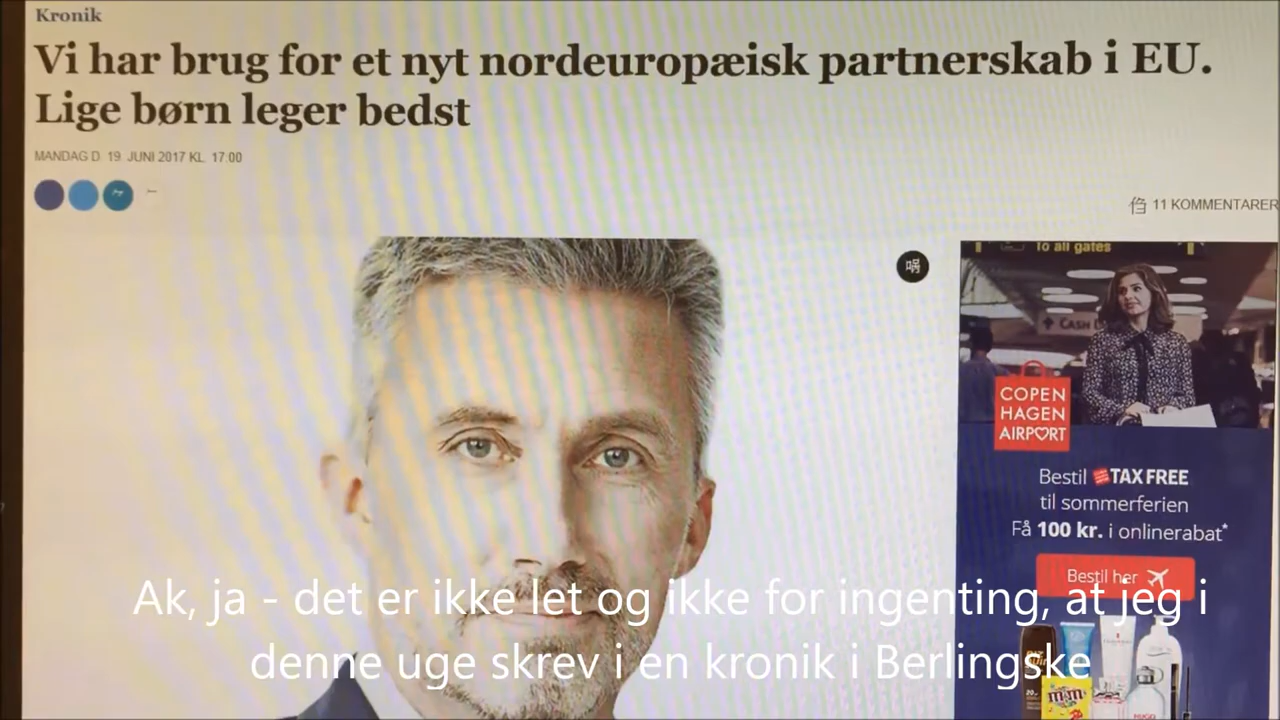 Kronik
Vi har brug for et nyt nordeuropæisk partnerskab i EU.
Lige børn leger bedst
MANDAG D. 19. JUNI 2017 KL. 17:00
11 KOMMENTARER
To all gates
COPEN
HAGEN
AIRPORT
Bestil TAX FREE
til sommerferien
Få 100 kr. i onlinerabat*
Bestil her
Ak, ja - det er ikke let og ikke for ingenting, at jeg i
denne uge skrev i en kronik i Berlingske
m&m's